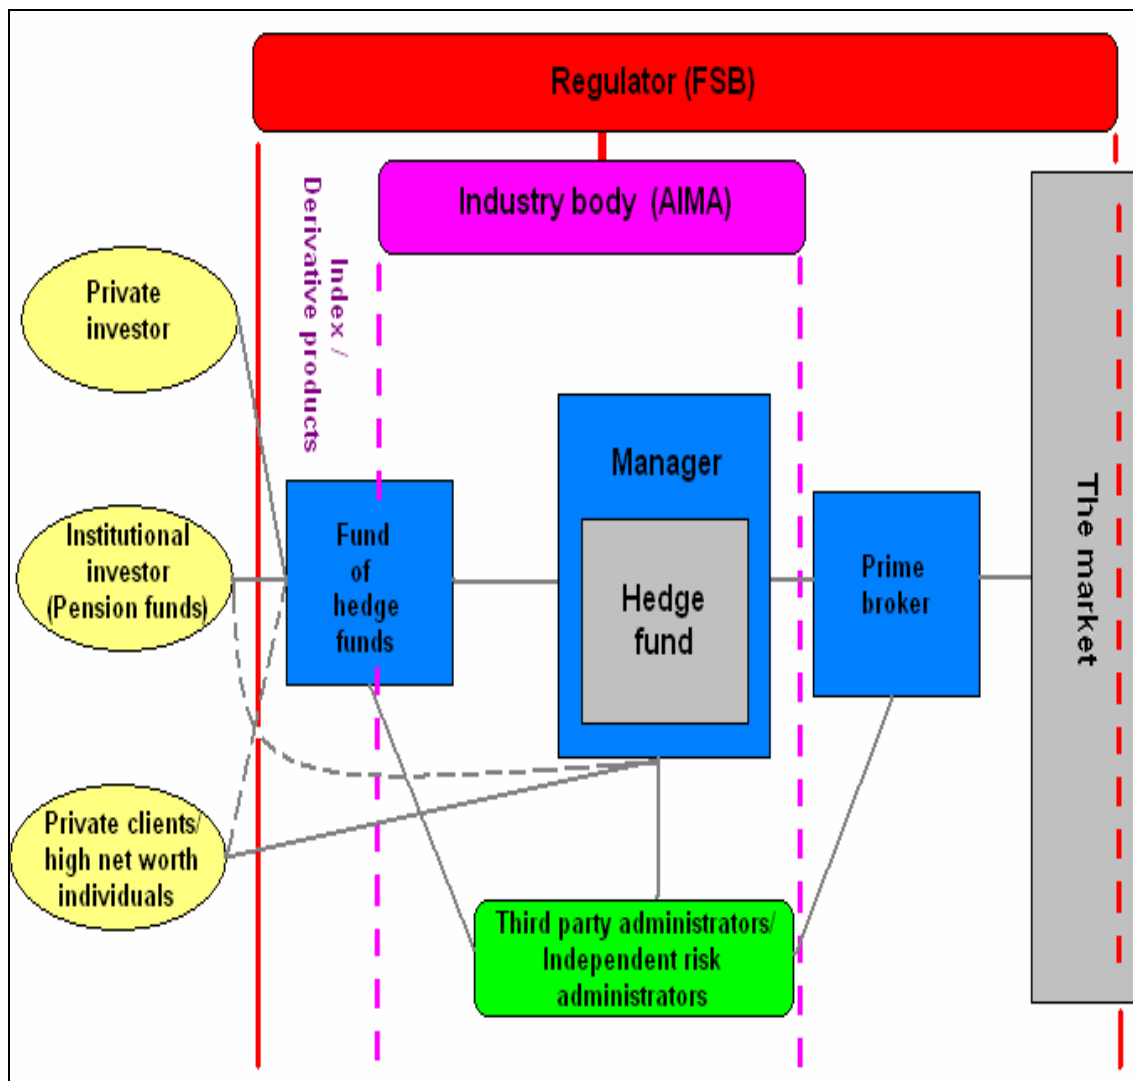 Regulator (FSB)
Industry body  (AIMA)
Index /
Derivative products
Private
investor
Institutional
investor
(Pension funds)
Private clients/
high net worth
individuals
Fund
of
hedge
funds
Manager
Hedge
fund
Prime
broker
The market
Third party administrators/
Independent risk
administrators